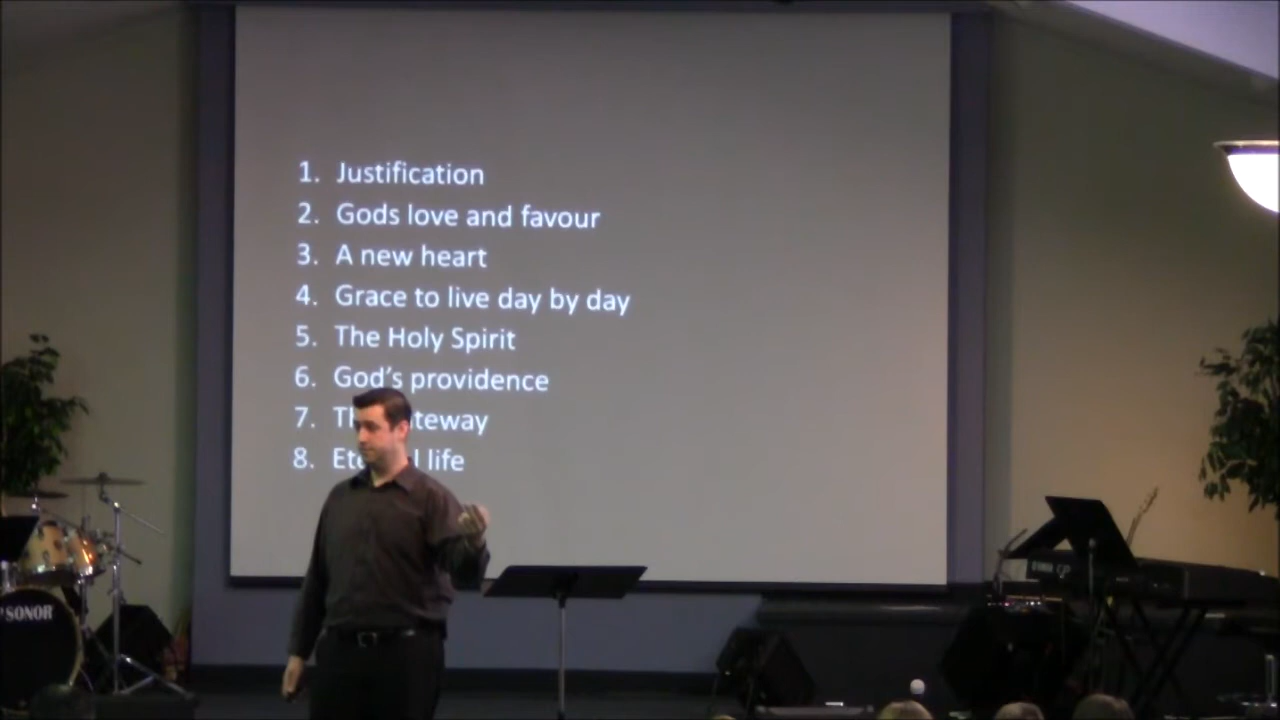 1. Justification
2. Gods love and favour
3. A new heart
4. Grace to live day by day
5. The Holy Spirit
6. God's providence
7. teway
8. life
SONOR